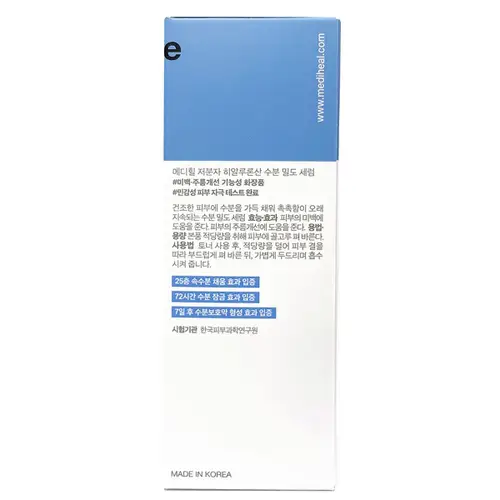 e
www.mediheal.com
메디힐 저분자 히알루론산 수분 밀도 세럼
#미백·주름개선 기능성 화장품
#민감성 피부 자극 테스트 완료
건조한 피부에 수분을 가득 채워 촉촉함이 오래
지속되는 수분 밀도 세럼 효능·효과 피부의 미백에
도움을 준다. 피부의 주름개선에 도움을 준다. 용법·
용량 본품 적당량을 취해 피부에 골고루 펴 바른다.
사용법 토너 사용 후, 적당량을 덜어 피부 결을
따라 부드럽게 펴 바른 뒤, 가볍게 두드리며 흡수
시켜 줍니다.
25층 속수분 채움 효과 입증
72시간 수분 잠금 효과 입증
7일 후 수분보호막 형성 효과 입증
시험기관 한국피부과학연구원
MADE IN KOREA